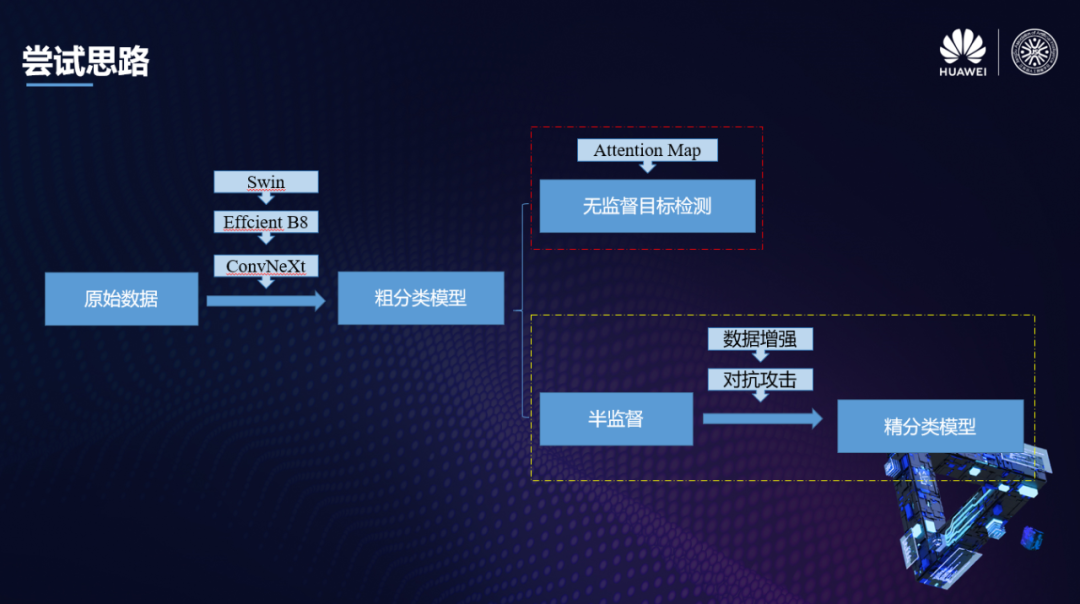 尝试思路
HUAWEI
Swin
Effcient B8
ConvNeXt
原始数据
粗分类模型
Attention Map
无监督目标检测
数据增强
对抗攻击
半监督
精分类模型